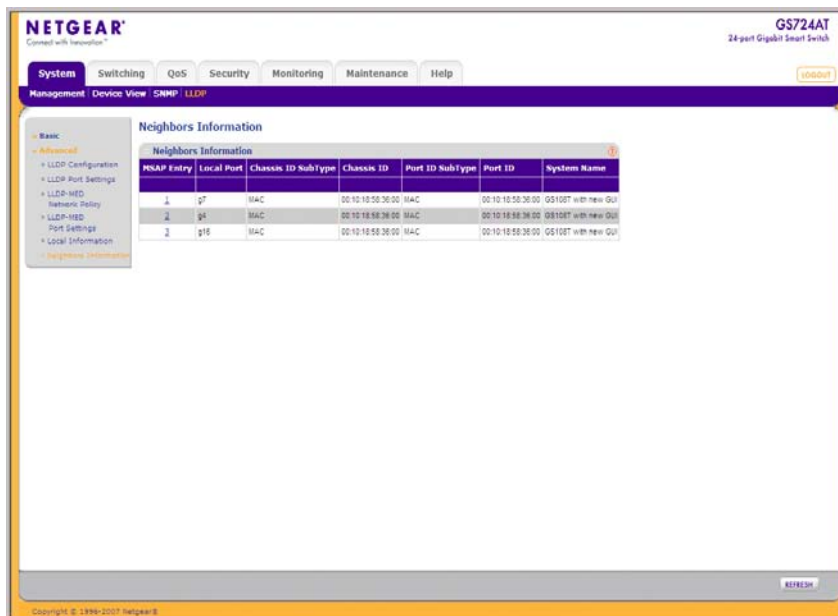 NETGEAR®
Connect with Innovation™
GS724AT
24-port Gigabit Smart Switch
System Switching QoS Security Monitoring Maintenance Help
LOGOUT
Management Device View SNMP LLDP
Basic
Advanced
LLDP Configuration
LLDP Port Settings
LLDP-MED
Network Policy
LLDP-MED
Port Settings
Local Information
Neighbors Information
Neighbors Information
Neighbors Information
MSAP Entry Local Port Chassis ID SubType Chassis ID Port ID SubType Port ID System Name
1 g7 MAC 00:10:18:58:36:00 MAC 00:10:18:58:36:00 GS108T with new GUI
2 g4 MAC 00:10:18:58:36:00 MAC 00:10:18:58:36:00 GS108T with new GUI
3 g16 MAC 00:10:18:58:36:00 MAC 00:10:18:58:36:00 GS108T with new GUI
REFRESH
Copyright © 1996-2007 Netgear®